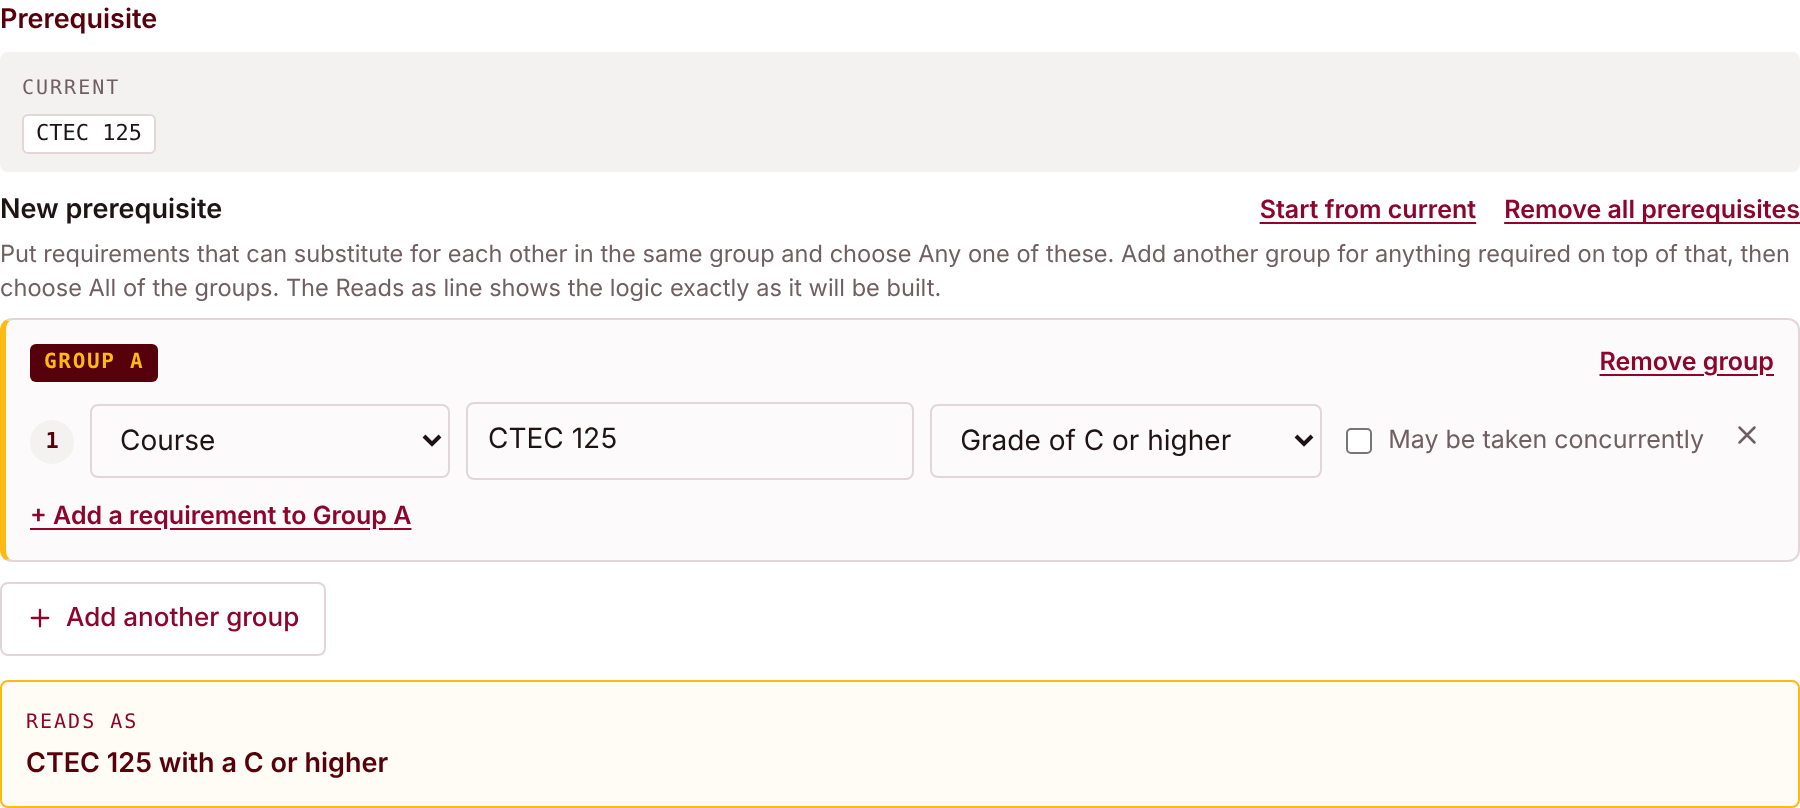 Prerequisite
CURRENT
CTEC 125
New prerequisite
Start from current
Remove all prerequisites
Put requirements that can substitute for each other in the same group and choose Any one of these. Add another group for anything required on top of that, then
choose All of the groups. The Reads as line shows the logic exactly as it will be built.
GROUP A
Remove group
1
Course
CTEC 125
Grade of C or higher
May be taken concurrently
+ Add a requirement to Group A
+ Add another group
READS AS
CTEC 125 with a C or higher